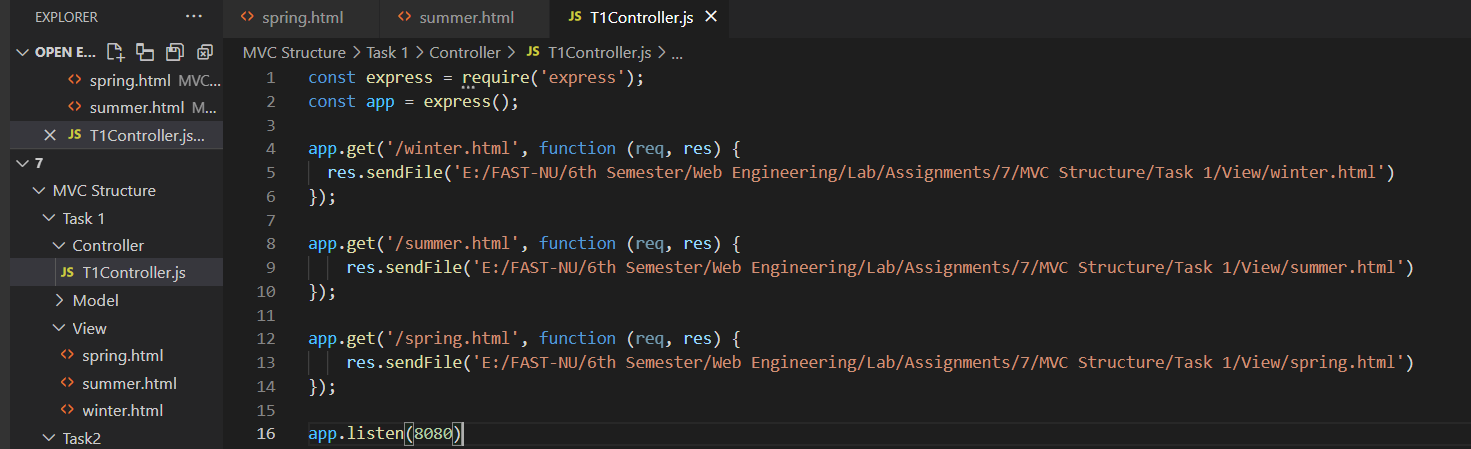 EXPLORER ...
OPEN E...
spring.html MVC...
summer.html M...
JS T1Controller.js...
7
MVC Structure
Task 1
Controller
JS T1Controller.js
Model
View
spring.html
summer.html
winter.html
Task2
spring.html
summer.html
JS T1Controller.js
MVC Structure > Task 1 > Controller > JS T1Controller.js > ...
1 const express = require('express');
2 const app = express();
3
4 app.get('/winter.html', function (req, res) {
5 res.sendFile('E:/FAST-NU/6th Semester/Web Engineering/Lab/Assignments/7/MVC Structure/Task 1/View/winter.html')
6 });
7
8 app.get('/summer.html', function (req, res) {
9 res.sendFile('E:/FAST-NU/6th Semester/Web Engineering/Lab/Assignments/7/MVC Structure/Task 1/View/summer.html')
10 });
11
12 app.get('/spring.html', function (req, res) {
13 res.sendFile('E:/FAST-NU/6th Semester/Web Engineering/Lab/Assignments/7/MVC Structure/Task 1/View/spring.html')
14 });
15
16 app.listen(8080)